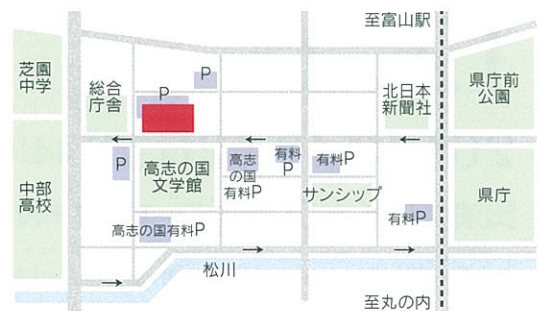 至富山駅
芝園
中学
総合
庁舎
P
P
北日本
新聞社
県庁前
公園
中部
高校
P
高志の国
文学館
高志
の国
有料P
有料
P
有料P
サンシップ
県庁
有料P
高志の国有料P
松川
至丸の内